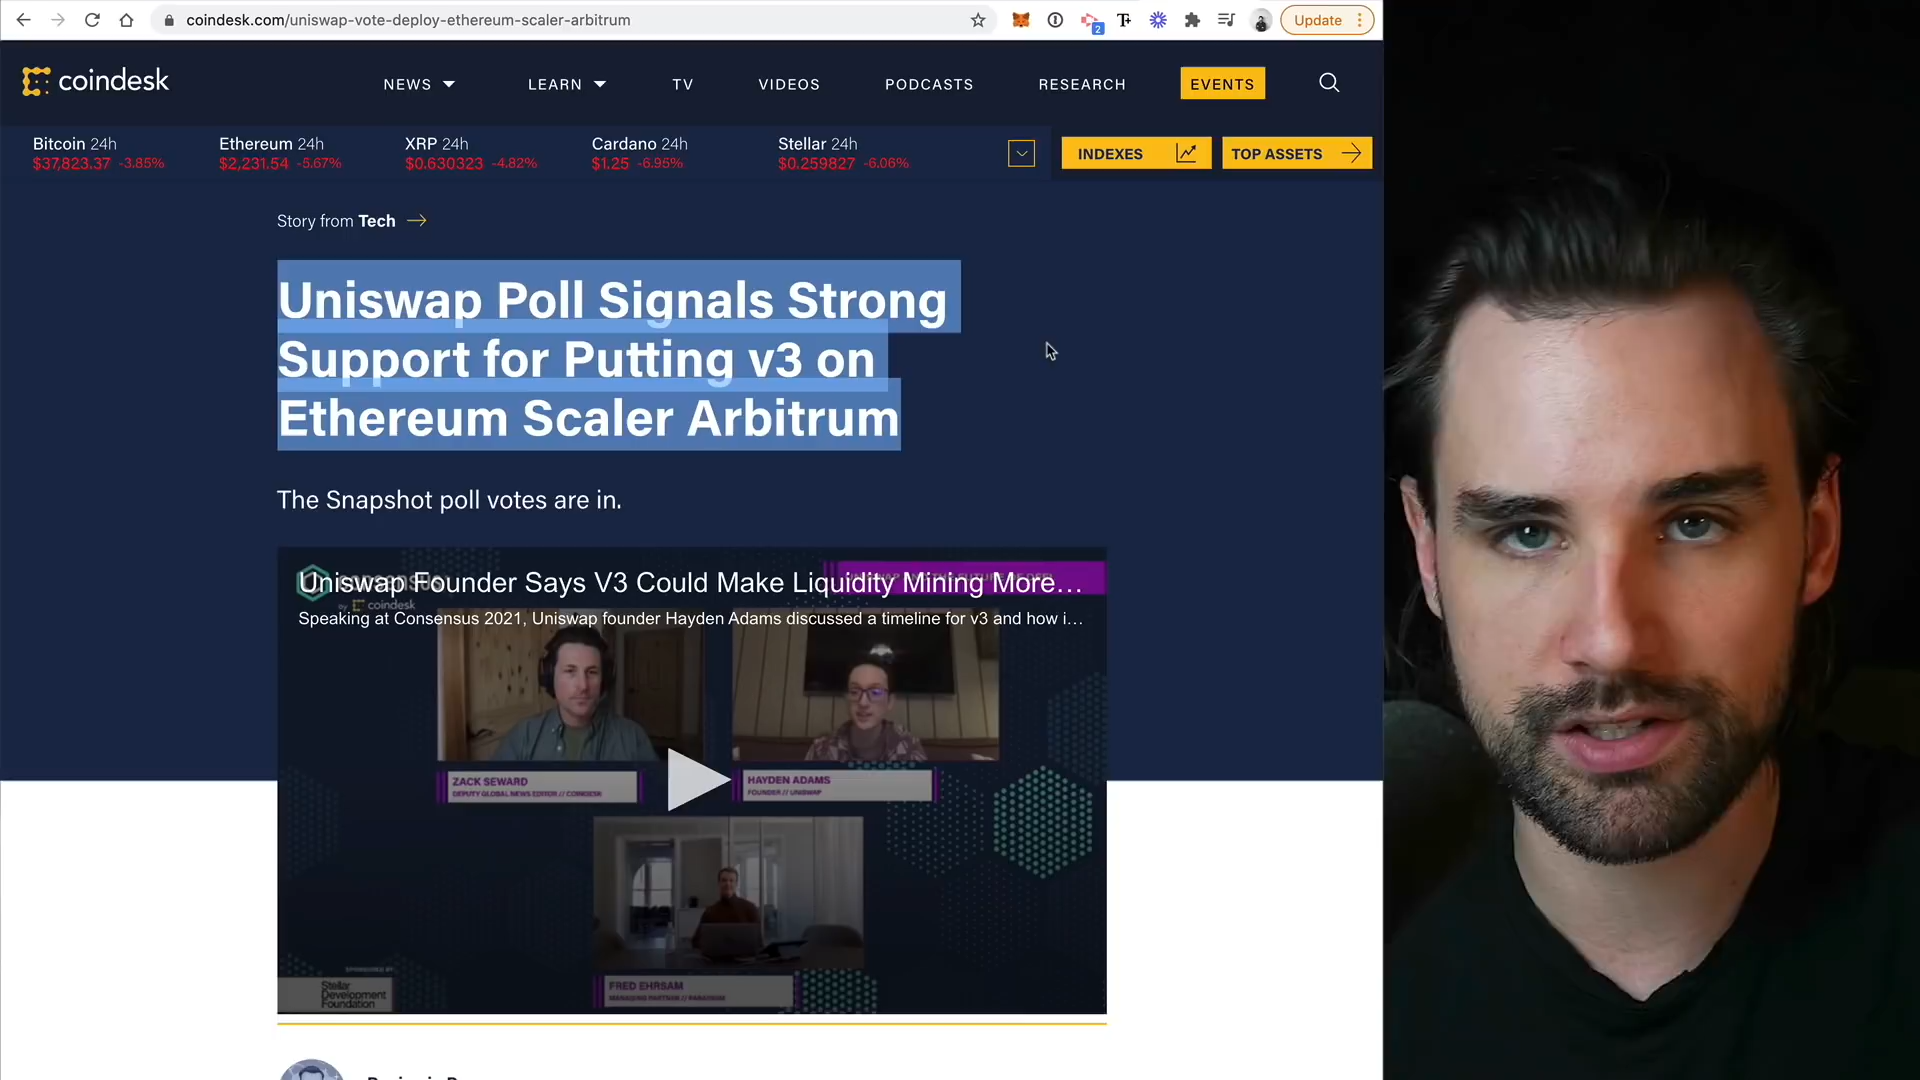 coindesk.com/uniswap-vote-deploy-ethereum-scaler-arbitrum
2
Update
coindesk
NEWS
LEARN
TV
VIDEOS
PODCASTS
RESEARCH
EVENTS
Bitcoin 24h
$37,823.37 -3.85%
Ethereum 24h
$2,231.54 -5.67%
XRP 24h
$0.630323 -4.82%
Cardano 24h
$1.25 -6.95%
Stellar 24h
$0.259827 -6.06%
INDEXES
TOP ASSETS
Story from Tech
Uniswap Poll Signals Strong
Support for Putting v3 on
Ethereum Scaler Arbitrum
The Snapshot poll votes are in.
Uniswap Founder Says V3 Could Make Liquidity Mining More...
by coindesk
Speaking at Consensus 2021, Uniswap founder Hayden Adams discussed a timeline for v3 and how i...
ZACK SEWARD
DEPUTY GLOBAL NEWS EDITOR // COINDESK
HAYDEN ADAMS
FOUNDER // UNISWAP
FRED EHRSAM
MANAGING PARTNER // PARADIGM
SPONSORED BY
Stellar
Development
Foundation